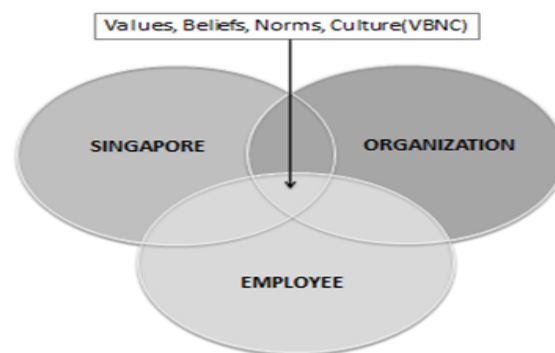 Values, Beliefs, Norms, Culture(VBNC)
SINGAPORE
ORGANIZATION
EMPLOYEE